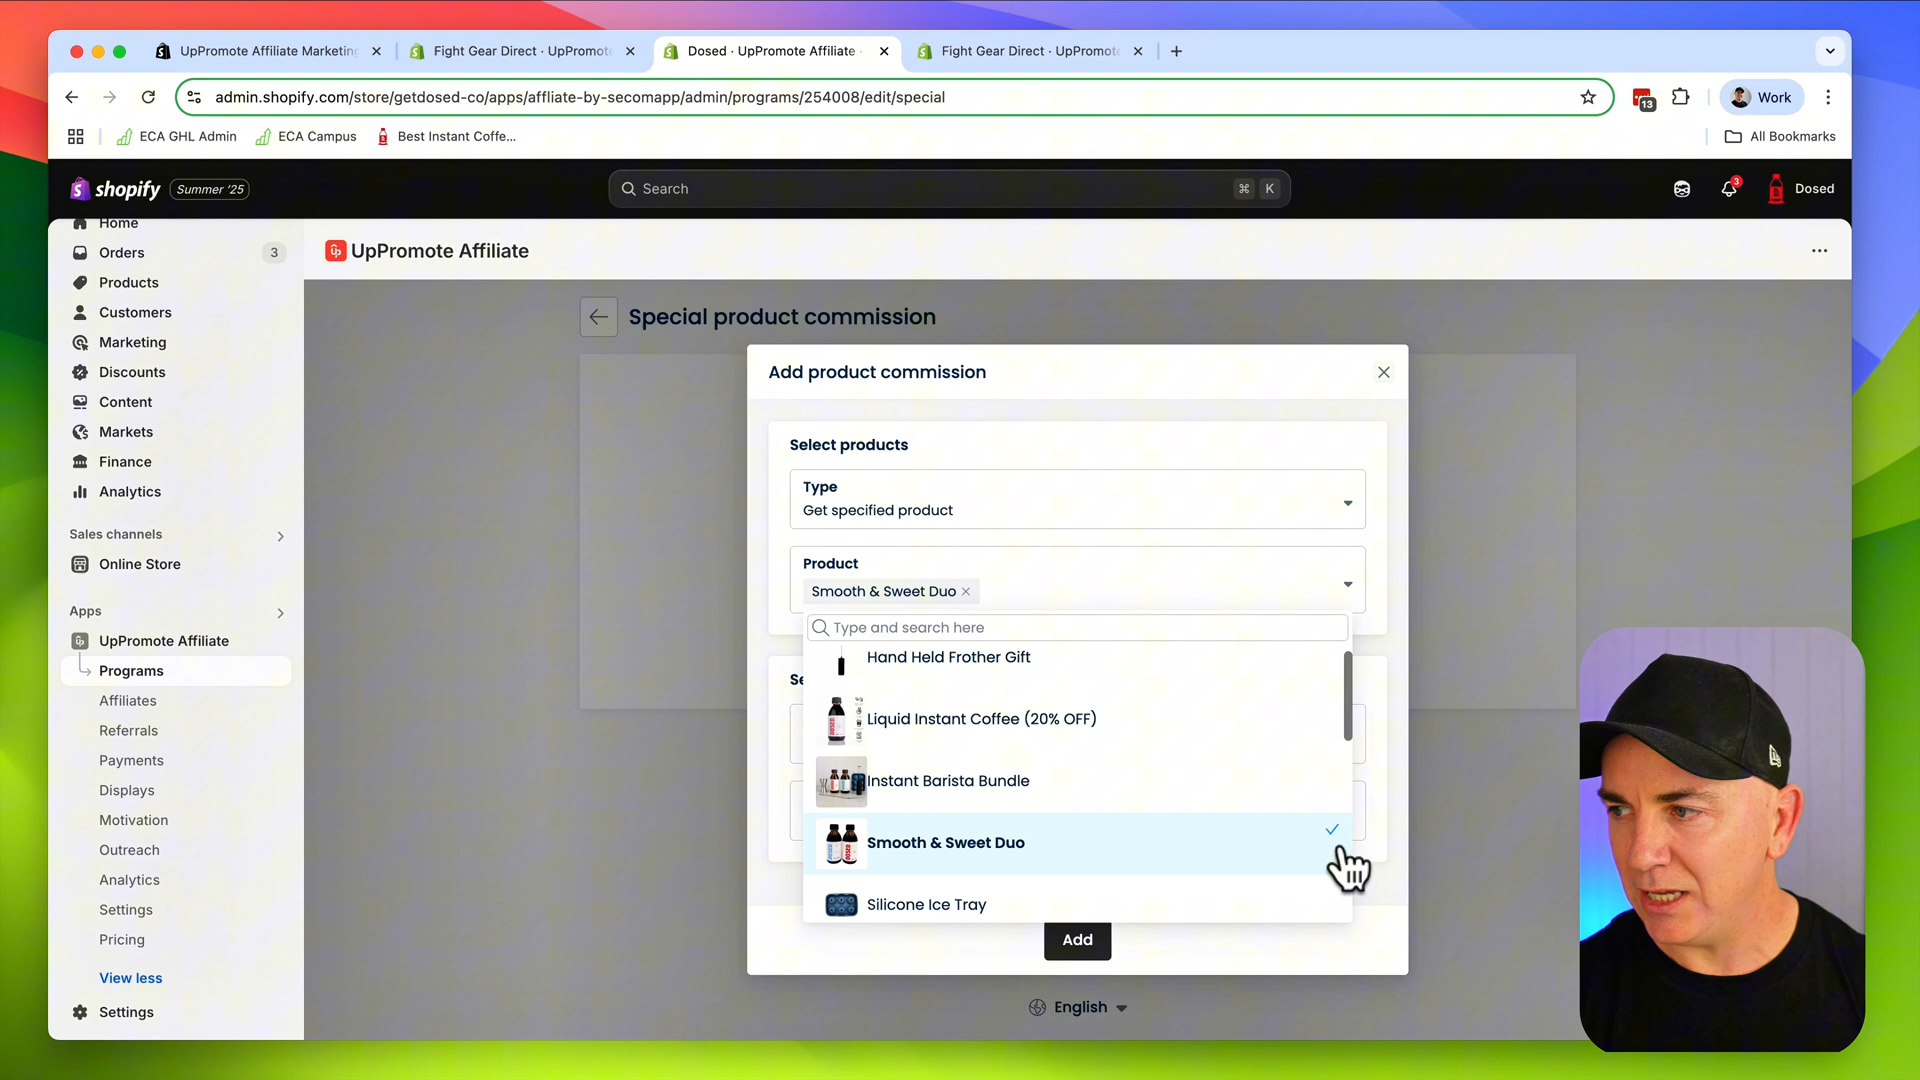 UpPromote Affiliate Marketing
Fight Gear Direct · UpPromote
Dosed · UpPromote Affiliate
Fight Gear Direct · UpPromote
admin.shopify.com/store/getdosed-co/apps/affliate-by-secomapp/admin/programs/254008/edit/special
13
Work
ECA GHL Admin
ECA Campus
Best Instant Coffe...
All Bookmarks
shopify
Summer '25
Search
⌘ K
3
Dosed
Home
Orders
3
Products
Customers
Marketing
Discounts
Content
Markets
Finance
Analytics
Sales channels
Online Store
Apps
UpPromote Affiliate
Programs
Affiliates
Referrals
Payments
Displays
Motivation
Outreach
Analytics
Settings
Pricing
View less
Settings
UpPromote Affiliate
Special product commission
Add product commission
Select products
Type
Get specified product
Product
Smooth & Sweet Duo
Type and search here
Hand Held Frother Gift
Liquid Instant Coffee (20% OFF)
Instant Barista Bundle
Smooth & Sweet Duo
Silicone Ice Tray
Add
English